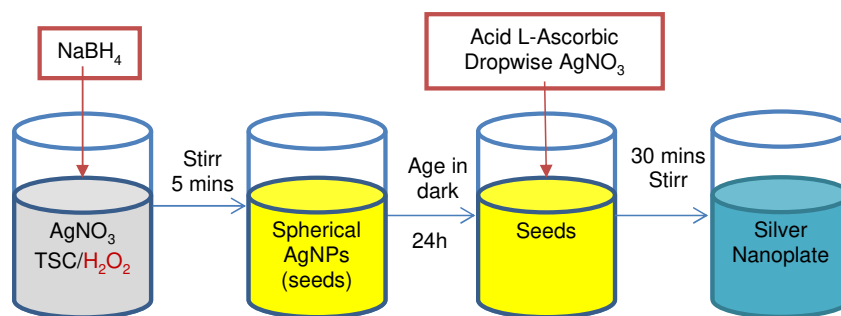 NaBH₄
Acid L-Ascorbic
Dropwise AgNO₃
Stirr
5 mins
Age in
dark
24h
30 mins
Stirr
AgNO₃
TSC/H₂O₂
Spherical
AgNPs
(seeds)
Seeds
Silver
Nanoplate